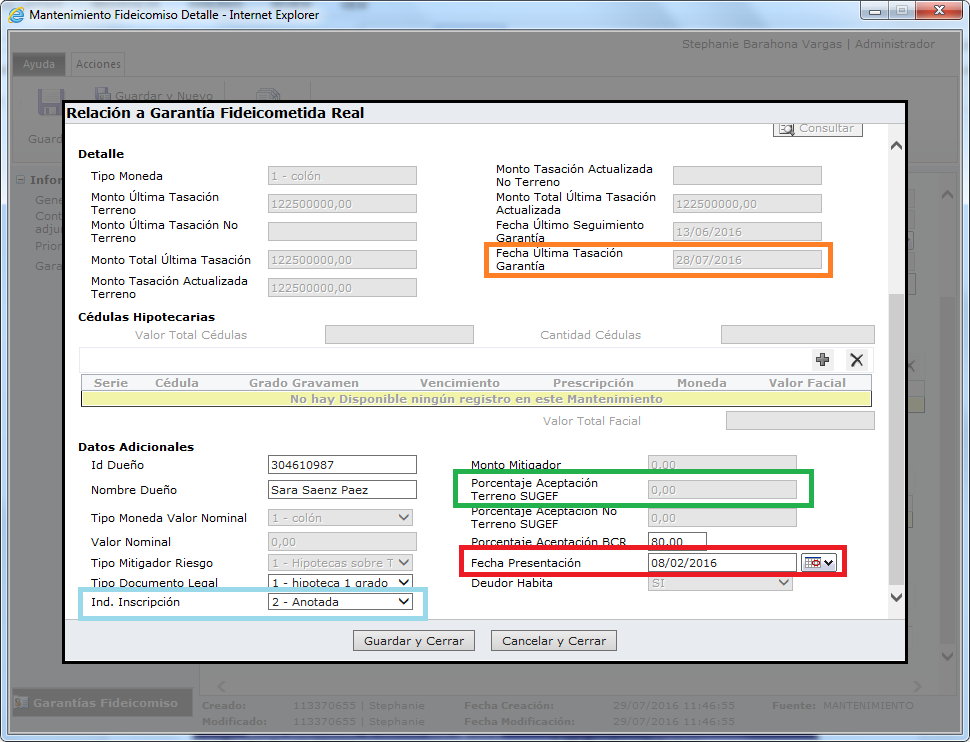 Mantenimiento Fideicomiso Detalle - Internet Explorer
Stephanie Barahona Vargas | Administrador
Ayuda
Acciones
Guardar y Nuevo
Relación a Garantía Fideicometida Real
Consultar
Detalle
Tipo Moneda
1 - colón
Monto Tasación Actualizada
No Terreno
Monto Última Tasación
Terreno
122500000,00
Monto Total Última Tasación
Actualizada
122500000,00
Monto Última Tasación No
Terreno
Fecha Último Seguimiento
Garantía
13/06/2016
Monto Total Última Tasación
122500000,00
Fecha Última Tasación
Garantía
28/07/2016
Monto Tasación Actualizada
Terreno
122500000,00
Cédulas Hipotecarias
Valor Total Cédulas
Cantidad Cédulas
Serie Cédula Grado Gravamen Vencimiento Prescripción Moneda Valor Facial
No hay Disponible ningún registro en este Mantenimiento
Valor Total Facial
Datos Adicionales
Id Dueño
304610987
Monto Mitigador
0,00
Nombre Dueño
Sara Saenz Paez
Porcentaje Aceptación
Terreno SUGEF
0,00
Tipo Moneda Valor Nominal
1 - colón
Porcentaje Aceptación No
Terreno SUGEF
0,00
Valor Nominal
0,00
Porcentaje Aceptación BCR
80,00
Tipo Mitigador Riesgo
1 - Hipotecas sobre T
Fecha Presentación
08/02/2016
Tipo Documento Legal
1 - hipoteca 1 grado
Deudor Habita
SI
Ind. Inscripción
2 - Anotada
Guardar y Cerrar
Cancelar y Cerrar
Garantías Fideicomiso
Creado: 113370655 | Stephanie Fecha Creación: 29/07/2016 11:46:55 Fuente: MANTENIMIENTO
Modificado: 113370655 | Stephanie Fecha Modificación: 29/07/2016 11:46:55